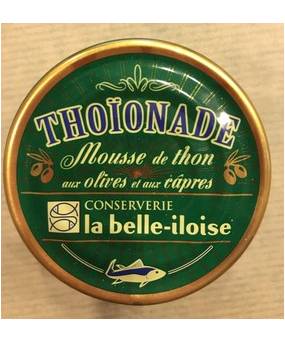 THOÏONADE
Mousse de thon
aux olives et aux câpres
CONSERVERIE
la belle-iloise